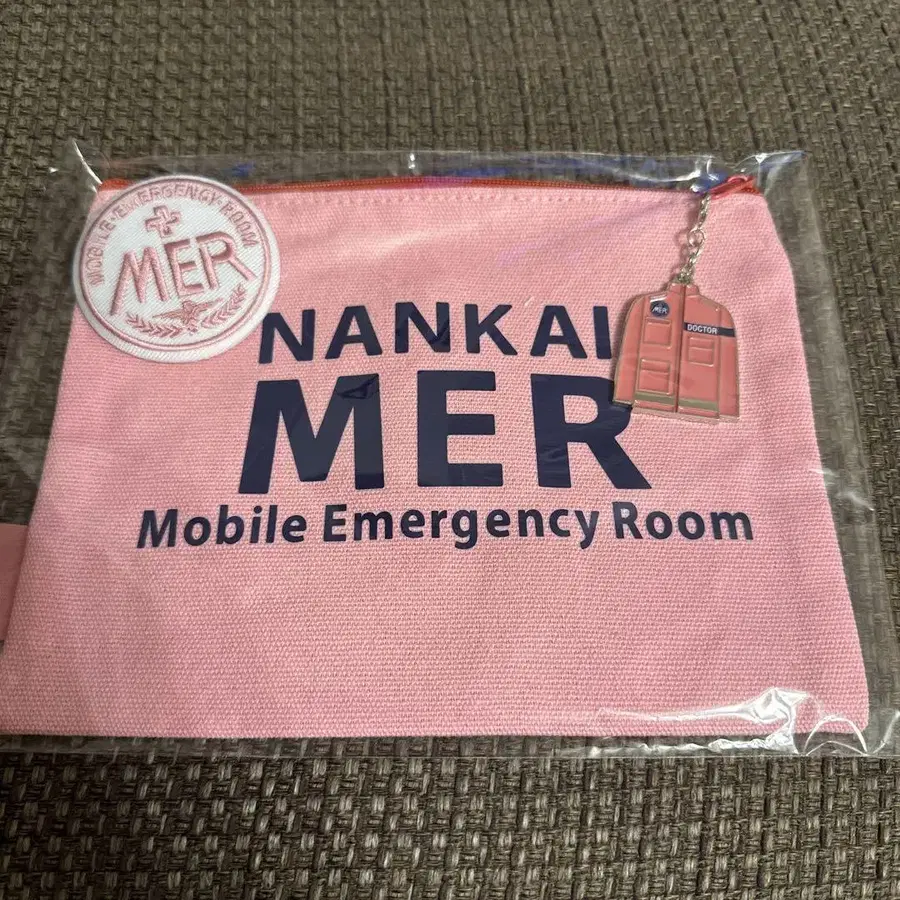 MOBILE·EMERGENCY·ROOM
MER
NANKAI
MER
Mobile Emergency Room
MER
DOCTOR